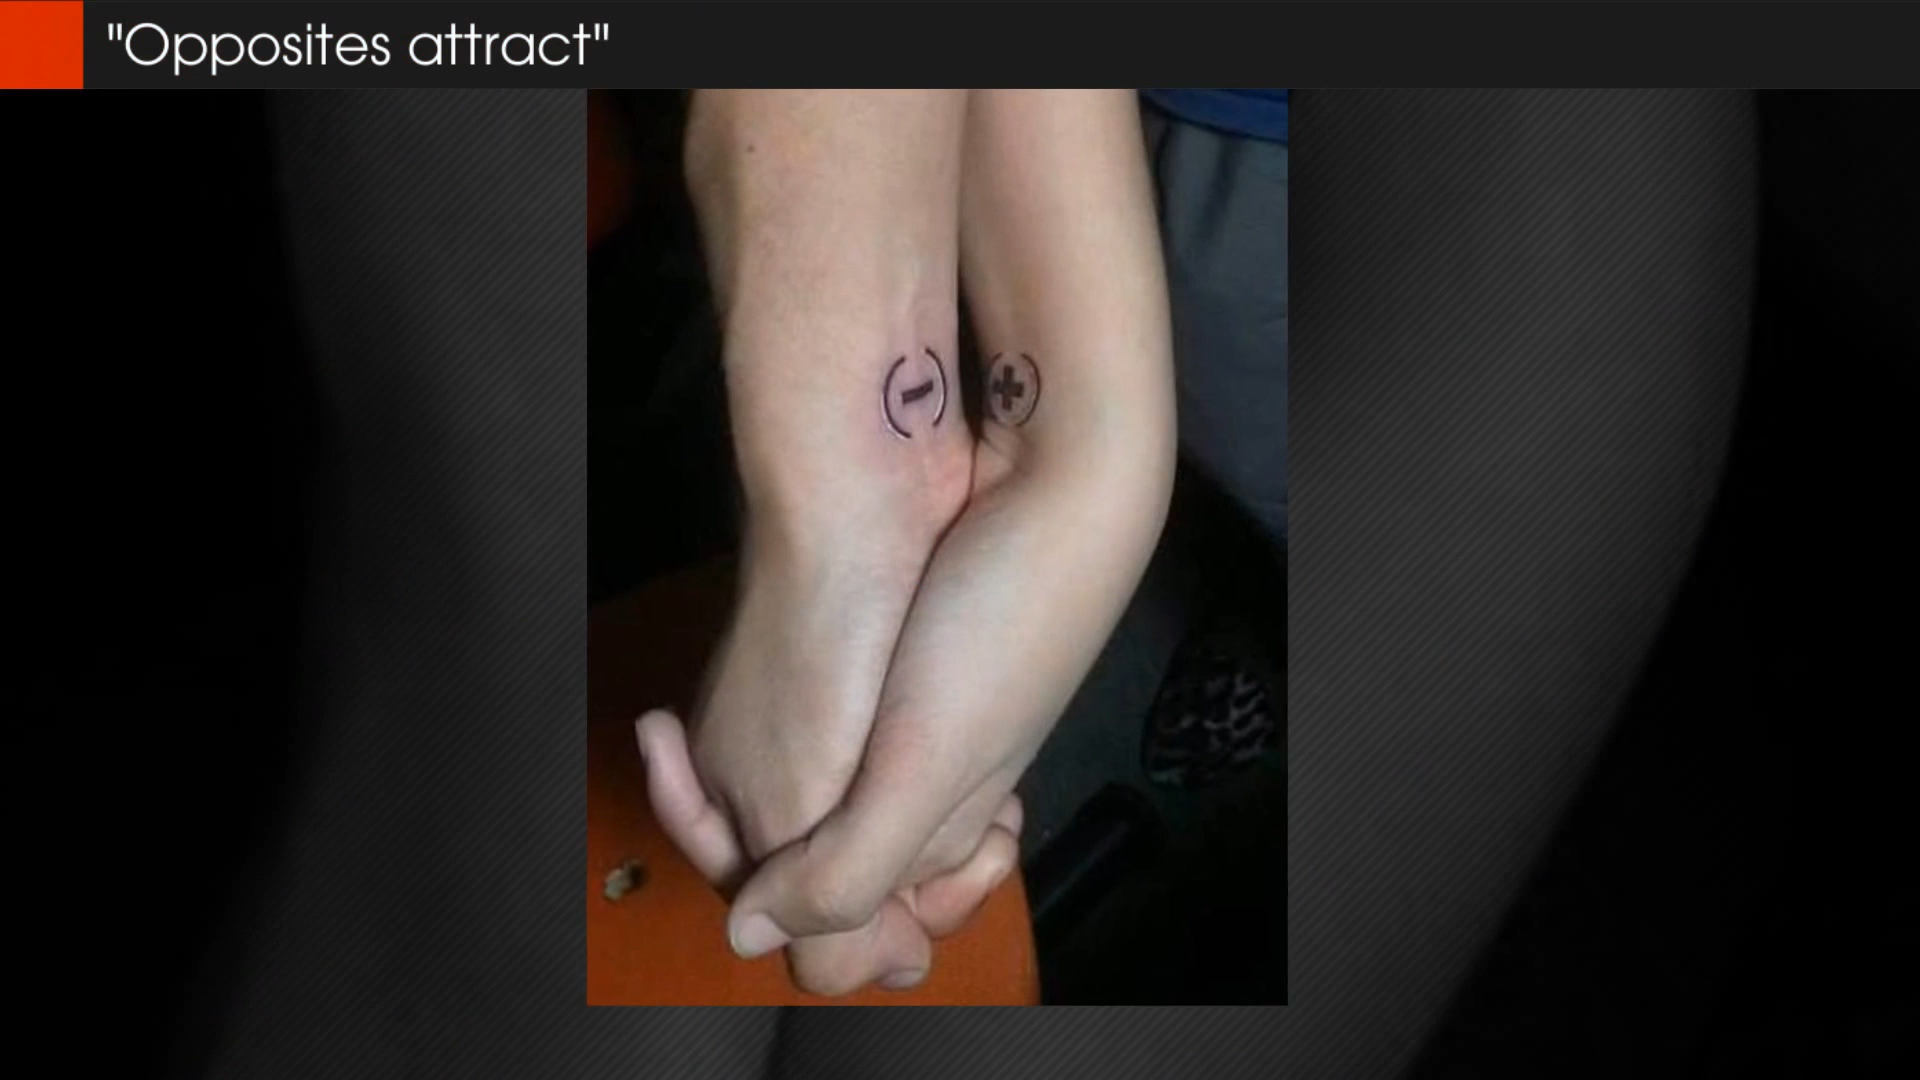 "Opposites attract"
(-) (+)